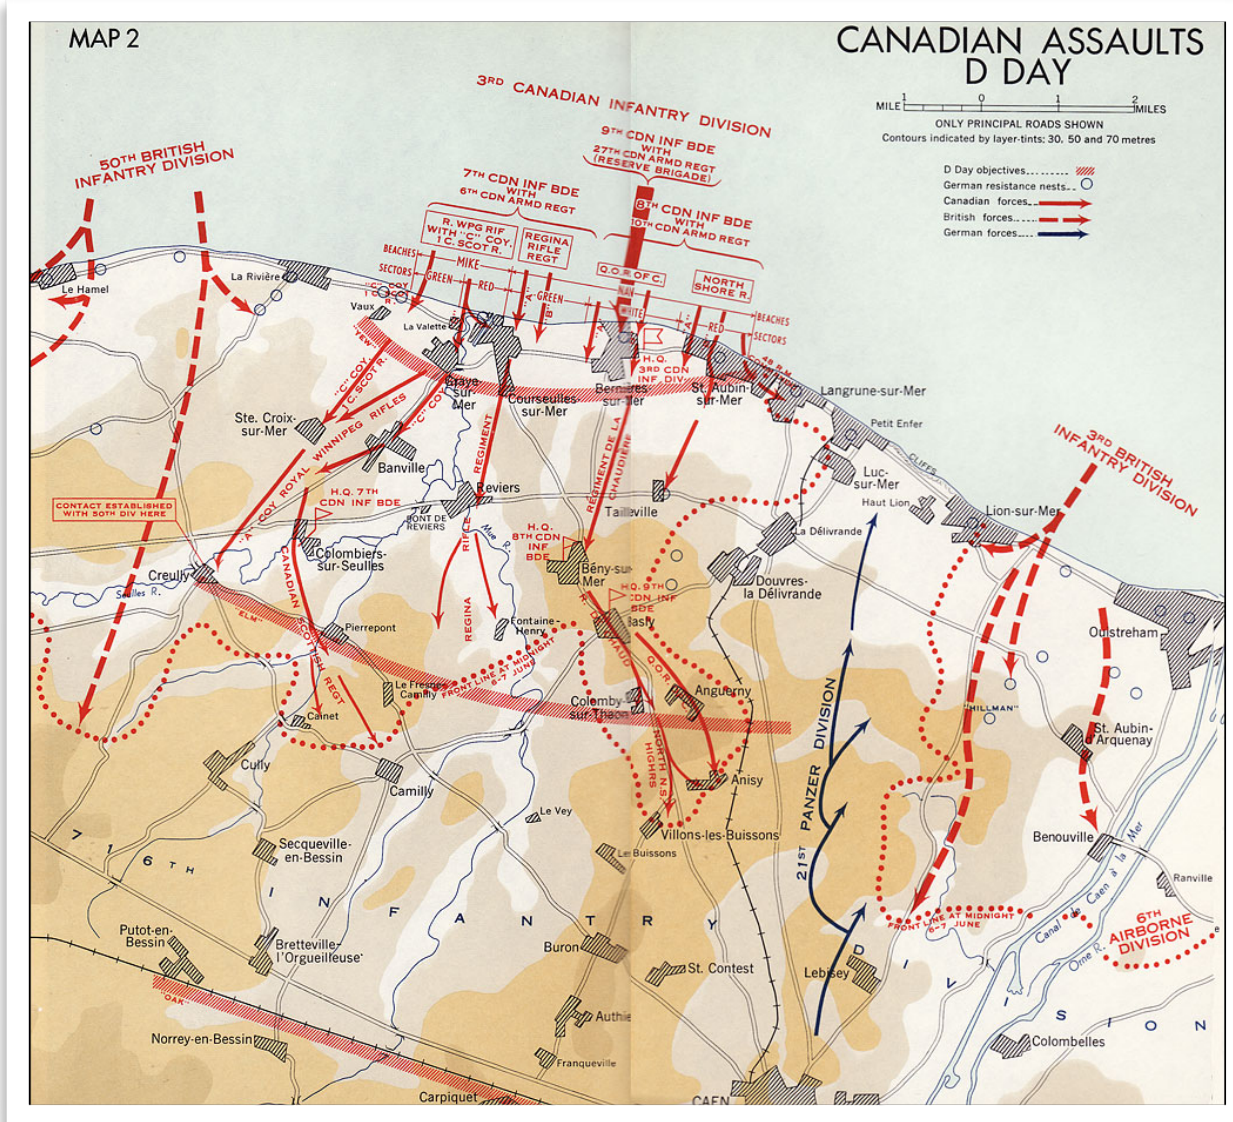 MAP 2
CANADIAN ASSAULTS
D DAY
1 0 1 2
MILE MILES
ONLY PRINCIPAL ROADS SHOWN
Contours indicated by layer-tints: 30, 50 and 70 metres
D Day objectives
German resistance nests
Canadian forces
British forces
German forces
3RD CANADIAN INFANTRY DIVISION
9TH CDN INF BDE
WITH
27TH CDN ARMD REGT
(RESERVE BRIGADE)
50TH BRITISH
INFANTRY DIVISION
7TH CDN INF BDE
WITH
6TH CDN ARMD REGT
8TH CDN INF BDE
WITH
10TH CDN ARMD REGT
R. WPG RIF
WITH "C" COY.
1 C. SCOT R.
REGINA
RIFLE
REGT
Q.O.R. OF C.
NORTH
SHORE R.
BEACHES
MIKE
NAN
BEACHES
SECTORS
GREEN
RED
GREEN
WHITE
RED
SECTORS
"A"
"B"
"A"
"A"
La Rivière
Le Hamel
"C" COY
Vaux
La Valette
"YEW"
"C" COY.
1 C. SCOT R.
H.Q.
3RD CDN
INF. DIV.
48 R.M.
Graye-
sur-
Mer
Courseulles-
sur-Mer
Bernières-
sur-Mer
St. Aubin-
sur-Mer
Langrune-sur-Mer
Petit Enfer
CLIFFS
3RD BRITISH
INFANTRY DIVISION
Ste. Croix-
sur-Mer
"C" COY
Banville
"A" COY ROYAL WINNIPEG RIFLES
REGIMENT
RÉGIMENT DE LA
CHAUDIÈRE
Luc-
sur-Mer
Haut Lion
Lion-sur-Mer
CONTACT ESTABLISHED
WITH 50TH DIV HERE
H.Q. 7TH
CDN INF BDE
Reviers
PONT DE
REVIERS
Tailleville
La Délivrande
Mue R.
RIFLE
H.Q.
8TH CDN
INF
BDE
Colombiers-
sur-Seulles
Creully
Seulles R.
Bény-sur-
Mer
Douvres-
la Délivrande
H.Q. 9TH
CDN INF
BDE
Basly
"ELM"
CANADIAN SCOTTISH REGT
Pierrepont
REGINA
Fontaine-
Henry
Ouistreham
FRONT LINE AT MIDNIGHT
6-7 JUNE
Le Fresne-
Camilly
Q.O.R.
Colomby-
sur-Thaon
Anguerny
Cainet
"HILLMAN"
St. Aubin-
d'Arquenay
NORTH N.S.
HIGHRS
21ST PANZER DIVISION
Cully
Camilly
Anisy
Le Vey
Villons-les-Buissons
Benouville
Secqueville-
en-Bessin
Les Buissons
Ranville
716TH INFANTRY DIVISION
Canal de Caen à la Mer
FRONT LINE AT MIDNIGHT
6-7 JUNE
6TH
AIRBORNE
DIVISION
Orne R.
Putot-en-
Bessin
Bretteville-
l'Orgueilleuse
Buron
St. Contest
Lebisey
"OAK"
Authie
Norrey-en-Bessin
Franqueville
Colombelles
Carpiquet
CAEN